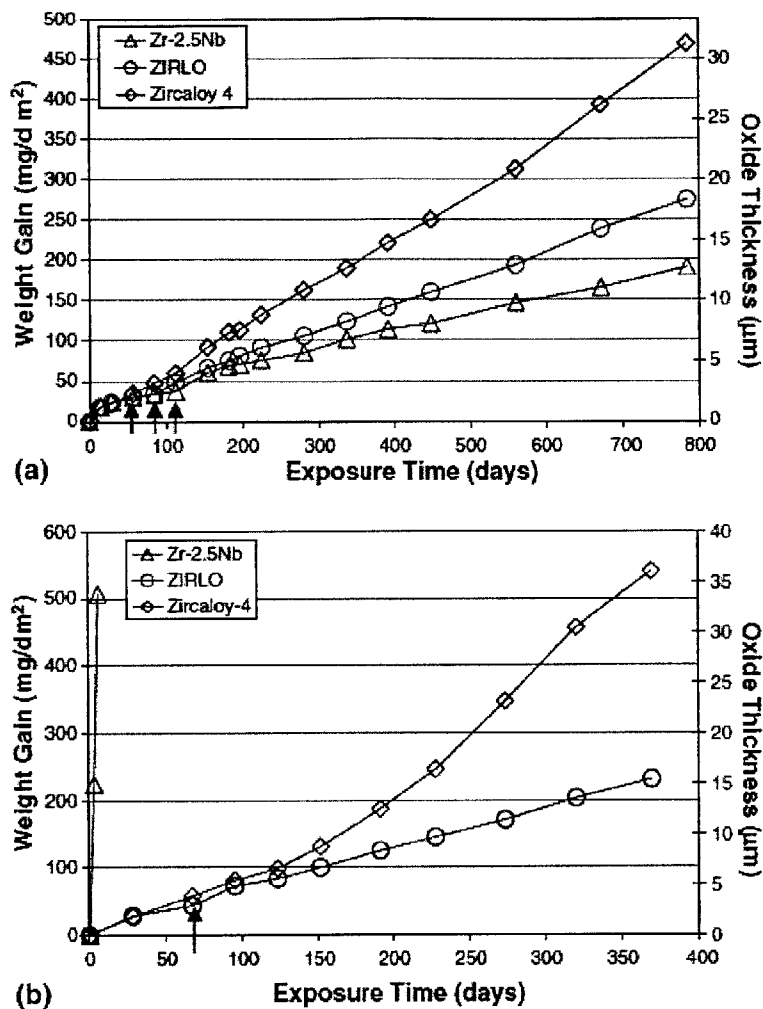 500
450
400
350
300
250
200
150
100
50
0
Weight Gain (mg/d m²)
Zr-2.5Nb
ZIRLO
Zircaloy 4
30
25
20
15
10
5
0
Oxide Thickness (μm)
0 100 200 300 400 500 600 700 800
(a)
Exposure Time (days)
600
500
400
300
200
100
0
Weight Gain (mg/dm²)
Zr-2.5Nb
ZIRLO
Zircaloy-4
40
35
30
25
20
15
10
5
0
Oxide Thickness (μm)
0 50 100 150 200 250 300 350 400
(b)
Exposure Time (days)